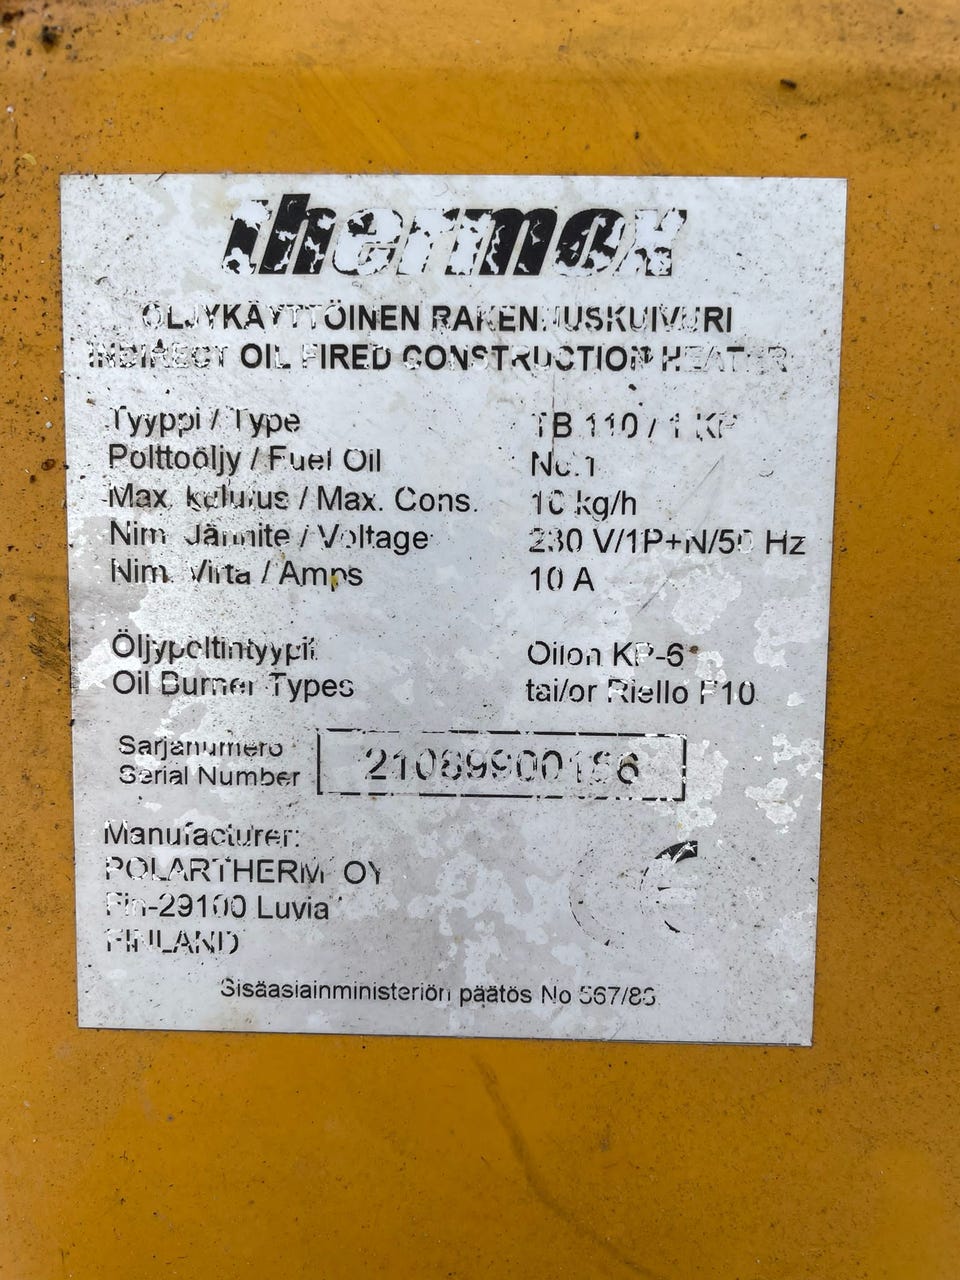 thermox
ÖLJYKÄYTTÖINEN RAKENNUSKUIVURI
INDIRECT OIL FIRED CONSTRUCTION HEATER
Tyyppi / Type TB 110 / 1 KP
Polttoöljy / Fuel Oil No.1
Max. kulutus / Max. Cons. 10 kg/h
Nim. Jännite / Voltage 230 V/1P+N/50 Hz
Nim. Virta / Amps 10 A
Öljypoltintyypit Oilon KP-6
Oil Burner Types tai/or Riello F10
Sarjanumero
Serial Number
Manufacturer:
POLARTHERM OY
Fin-29100 Luvia
FINLAND
CE
Sisäasiainministeriön päätös No